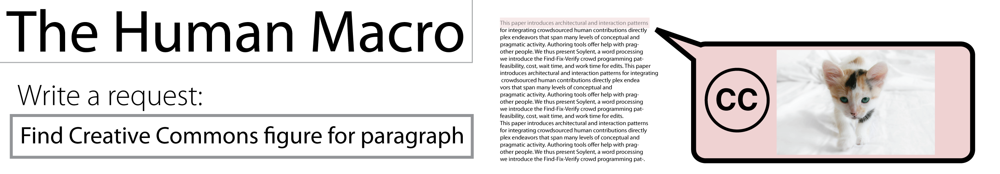 The Human Macro
Write a request:
Find Creative Commons figure for paragraph
This paper introduces architectural and interaction patterns
for integrating crowdsourced human contributions directly
plex endeavors that span many levels of conceptual and
pragmatic activity. Authoring tools offer help with prag-
other people. We thus present Soylent, a word processing
we introduce the Find-Fix-Verify crowd programming pat-
feasibility, cost, wait time, and work time for edits. This paper
introduces architectural and interaction patterns for integrating
crowdsourced human contributions directly plex endea
vors that span many levels of conceptual and
pragmatic activity. Authoring tools offer help with prag-
other people. We thus present Soylent, a word processing
we introduce the Find-Fix-Verify crowd programming pat-
feasibility, cost, wait time, and work time for edits.
This paper introduces architectural and interaction patterns
for integrating crowdsourced human contributions directly
plex endeavors that span many levels of conceptual and
pragmatic activity. Authoring tools offer help with prag-
other people. We thus present Soylent, a word processing
we introduce the Find-Fix-Verify crowd programming pat-.
CC